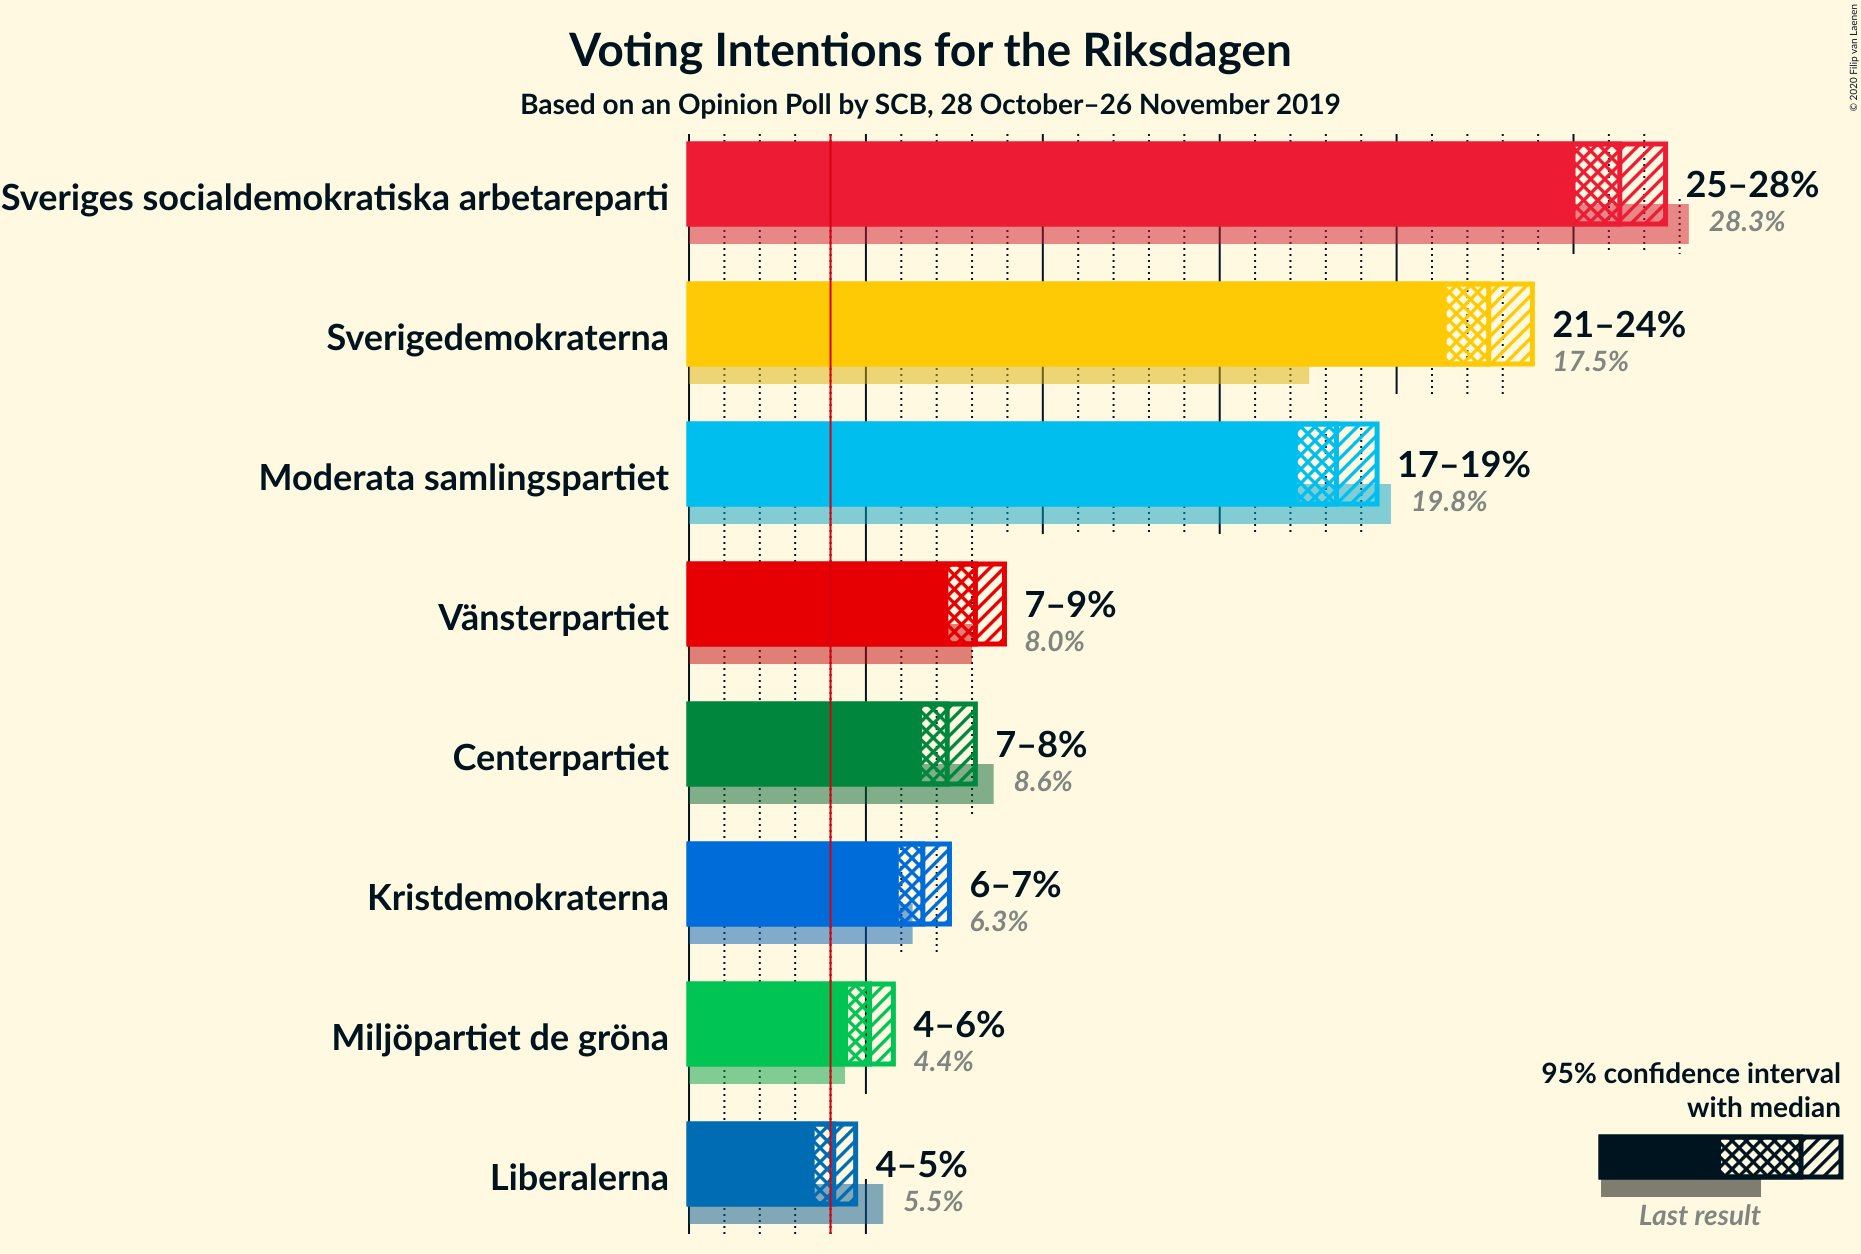 Voting Intentions for the Riksdagen
Based on an Opinion Poll by SCB, 28 October–26 November 2019
© 2020 Filip van Laenen
Sveriges socialdemokratiska arbetareparti
25–28%
28.3%
Sverigedemokraterna
21–24%
17.5%
Moderata samlingspartiet
17–19%
19.8%
Vänsterpartiet
7–9%
8.0%
Centerpartiet
7–8%
8.6%
Kristdemokraterna
6–7%
6.3%
Miljöpartiet de gröna
4–6%
4.4%
Liberalerna
4–5%
5.5%
95% confidence interval
with median
Last result